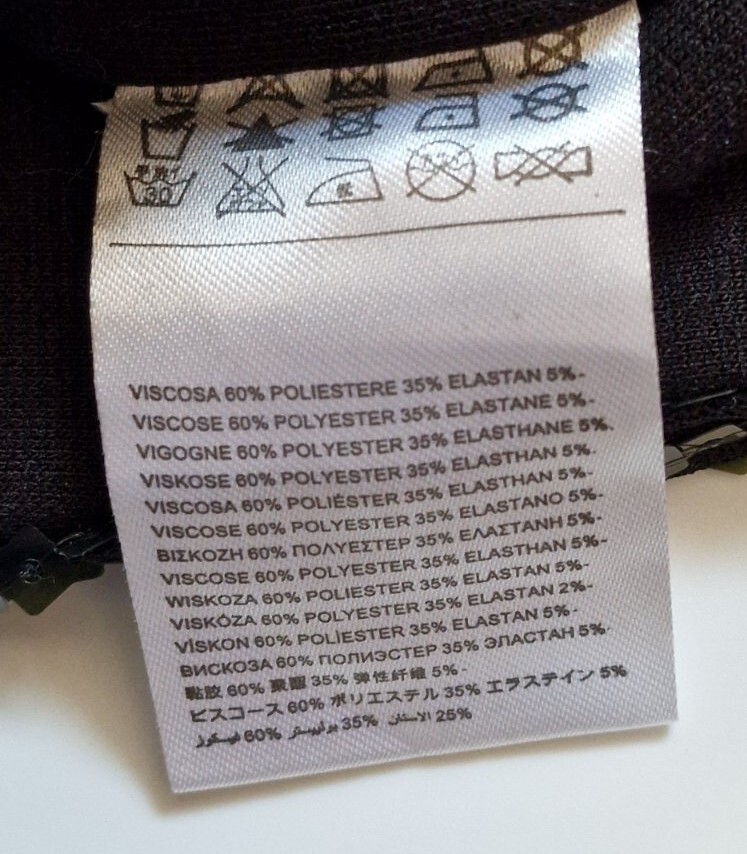 30
VISCOSA 60% POLIESTERE 35% ELASTAN 5%-
VISCOSE 60% POLYESTER 35% ELASTANE 5%-
VIGOGNE 60% POLYESTER 35% ELASTHANE 5%.
VISKOSE 60% POLYESTER 35% ELASTHAN 5%.
VISCOSA 60% POLIÉSTER 35% ELASTHAN 5%-
VISCOSE 60% POLYESTER 35% ELASTANO 5%-
ΒΙΣΚΟΖΗ 60% ΠΟΛΥΕΣΤΕΡ 35% ΕΛΑΣΤΑΝΗ 5%-
VISCOSE 60% POLYESTER 35% ELASTHAN 5%-
WISKOZA 60% POLIESTER 35% ELASTAN 5%-
VISKÓZA 60% POLYESTER 35% ELASTAN 2%-
VİSKON 60% POLİESTER 35% ELASTAN 5%-
ВИСКОЗА 60% ПОЛИЭСТЕР 35% ЭЛАСТАН 5%-
黏胶 60% 35% 弹性纤维 5%-
ビスコース 60% ポリエステル 35% エラステイン 5%
60% 35% 25%